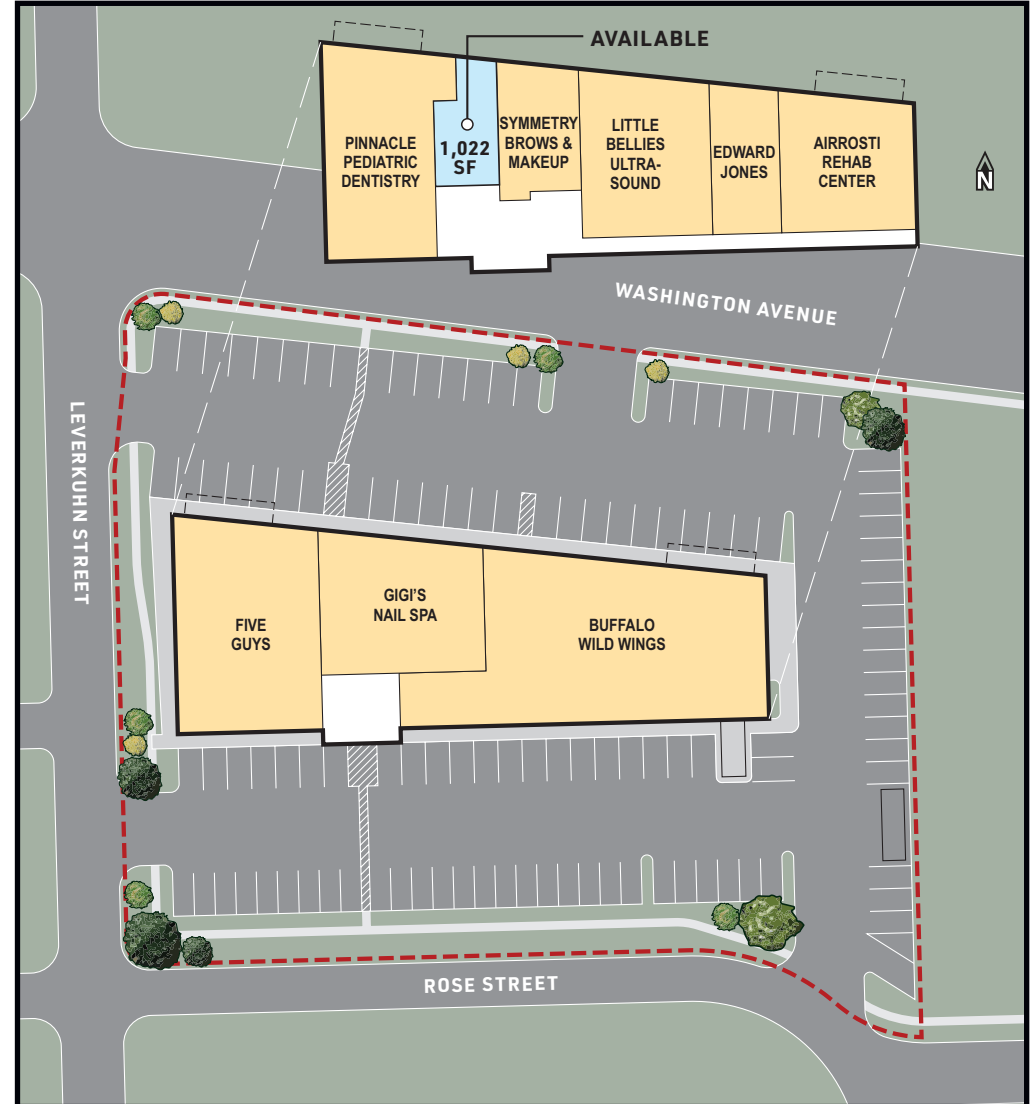 AVAILABLE
PINNACLE
PEDIATRIC
DENTISTRY
1,022
SF
SYMMETRY
BROWS &
MAKEUP
LITTLE
BELLIES
ULTRA-
SOUND
EDWARD
JONES
AIRROSTI
REHAB
CENTER
N
WASHINGTON AVENUE
LEVERKUHN STREET
FIVE
GUYS
GIGI'S
NAIL SPA
BUFFALO
WILD WINGS
ROSE STREET